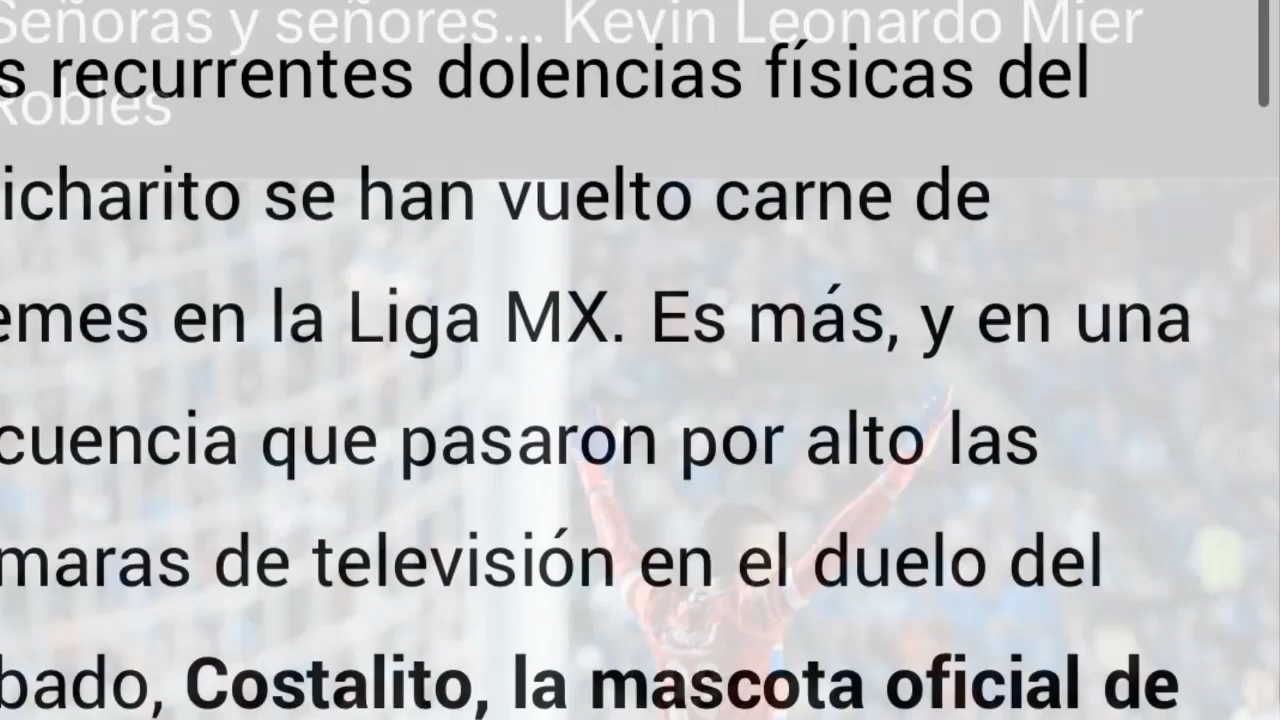 Señoras y señores... Kevin Leonardo Mier
Robles
s recurrentes dolencias físicas del
icharito se han vuelto carne de
emes en la Liga MX. Es más, y en una
cuencia que pasaron por alto las
maras de televisión en el duelo del
bado, Costalito, la mascota oficial de